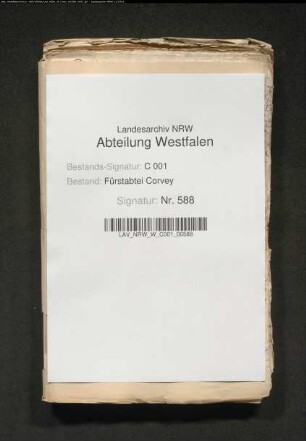 Landesarchiv NRW
Abteilung Westfalen
Bestands-Signatur: C 001
Bestand: Fürstabtei Corvey
Signatur: Nr. 588
LAV_NRW_W_C001_00588